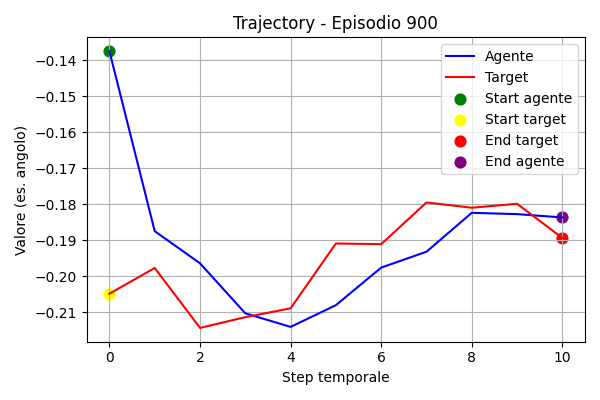 Trajectory - Episodio 900
Valore (es. angolo)
−0.14
−0.15
−0.16
−0.17
−0.18
−0.19
−0.20
−0.21
Agente
Target
Start agente
Start target
End target
End agente
0 2 4 6 8 10
Step temporale